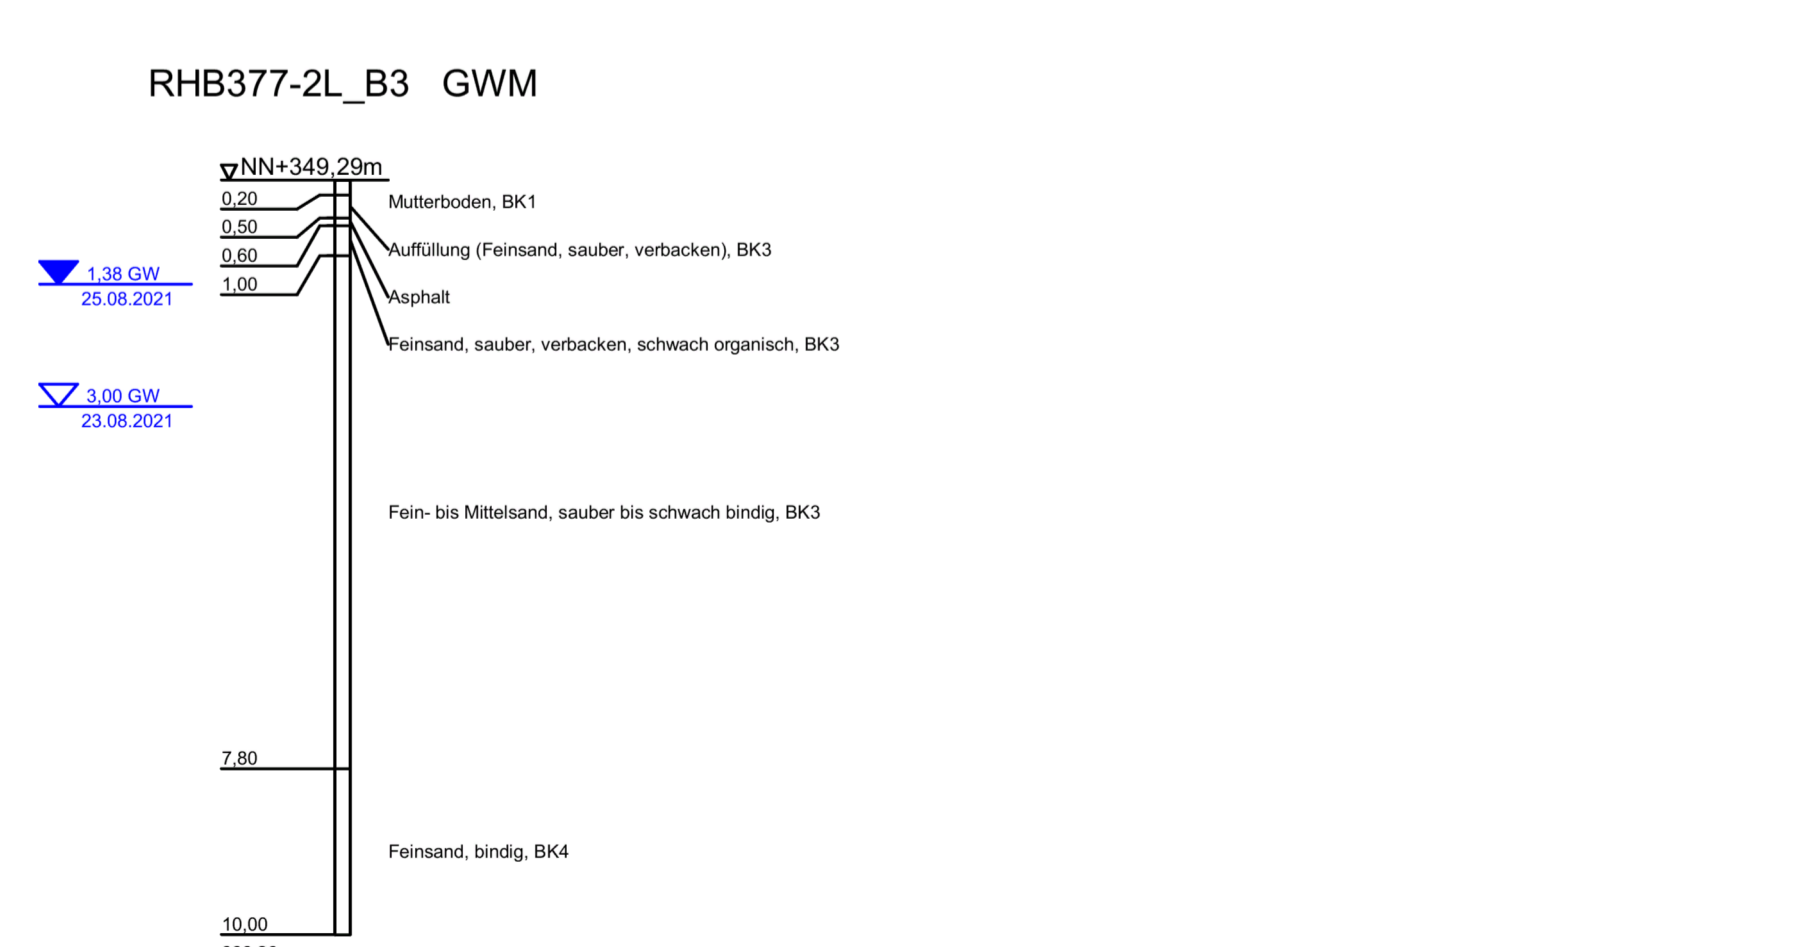 RHB377-2L_B3 GWM
NN+349,29m
0,20
Mutterboden, BK1
0,50
Auffüllung (Feinsand, sauber, verbacken), BK3
0,60
1,38 GW
25.08.2021
1,00
Asphalt
Feinsand, sauber, verbacken, schwach organisch, BK3
3,00 GW
23.08.2021
Fein- bis Mittelsand, sauber bis schwach bindig, BK3
7,80
Feinsand, bindig, BK4
10,00